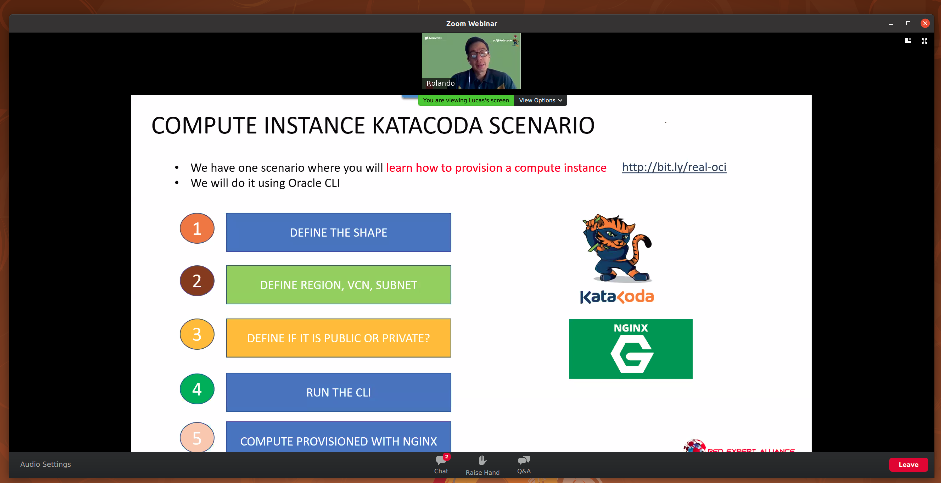 Zoom Webinar
Rolando
You are viewing Lucas's screen
View Options
COMPUTE INSTANCE KATACODA SCENARIO
• We have one scenario where you will learn how to provision a compute instance http://bit.ly/real-oci
• We will do it using Oracle CLI
1 DEFINE THE SHAPE
2 DEFINE REGION, VCN, SUBNET
3 DEFINE IF IT IS PUBLIC OR PRIVATE?
4 RUN THE CLI
5 COMPUTE PROVISIONED WITH NGINX
KataKoda
NGINX
G
RED EXPERT ALLIANCE
Audio Settings
Chat
Raise Hand
Q&A
Leave